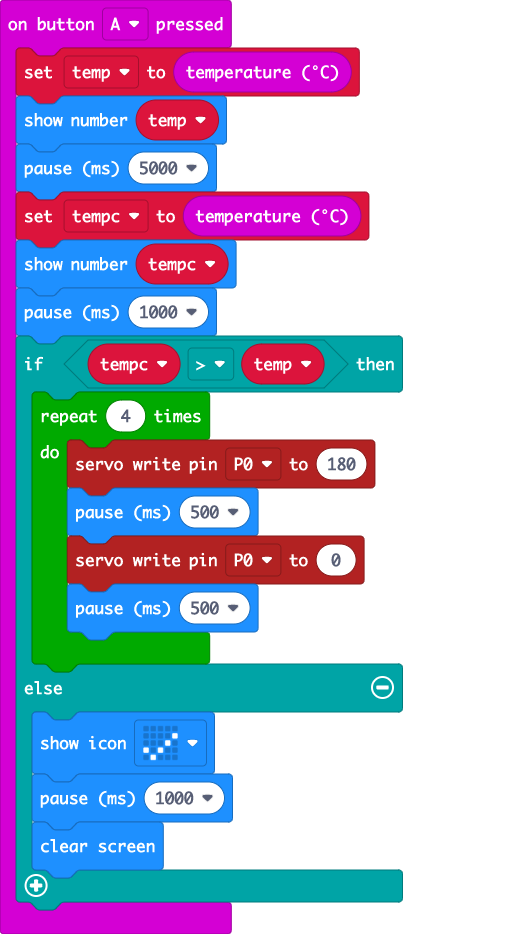 on button A pressed
set temp to temperature (°C)
show number temp
pause (ms) 5000
set tempc to temperature (°C)
show number tempc
pause (ms) 1000
if tempc > temp then
repeat 4 times
do
servo write pin P0 to 180
pause (ms) 500
servo write pin P0 to 0
pause (ms) 500
else
show icon
pause (ms) 1000
clear screen